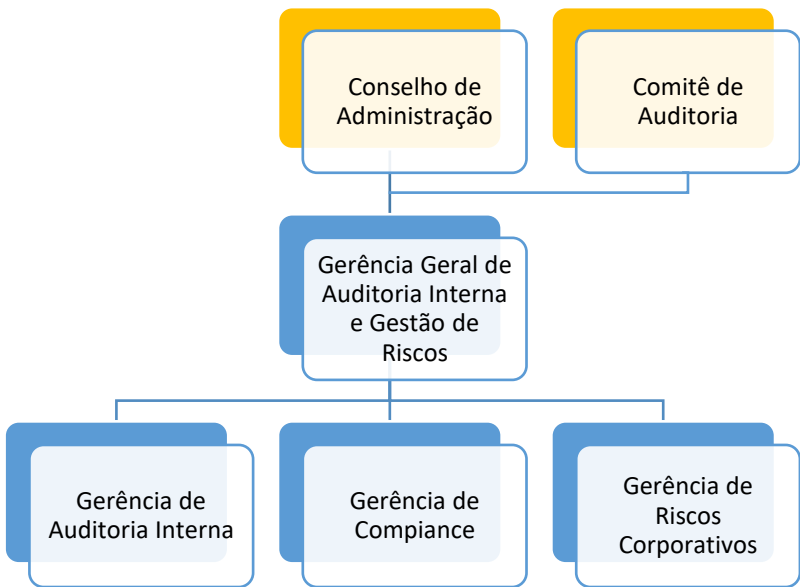 Conselho de
Administração
Comitê de
Auditoria
Gerência Geral de
Auditoria Interna
e Gestão de
Riscos
Gerência de
Auditoria Interna
Gerência de
Compiance
Gerência de
Riscos
Corporativos